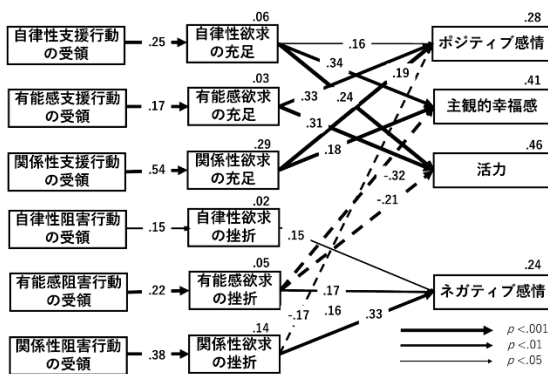 .06
.28
自律性支援行動
の受領
.25
自律性欲求
の充足
.16
ポジティブ感情
.34
.19
.03
.41
有能感支援行動
の受領
.17
有能感欲求
の充足
.33
.24
主観的幸福感
.31
.29
.46
関係性支援行動
の受領
.54
関係性欲求
の充足
.18
活力
-.32
.02
-.21
自律性阻害行動
の受領
.15
自律性欲求
の挫折
.15
.05
.24
有能感阻害行動
の受領
.22
有能感欲求
の挫折
.17
ネガティブ感情
-.17
.16
.33
.14
関係性阻害行動
の受領
.38
関係性欲求
の挫折
p <.001
p <.01
p <.05